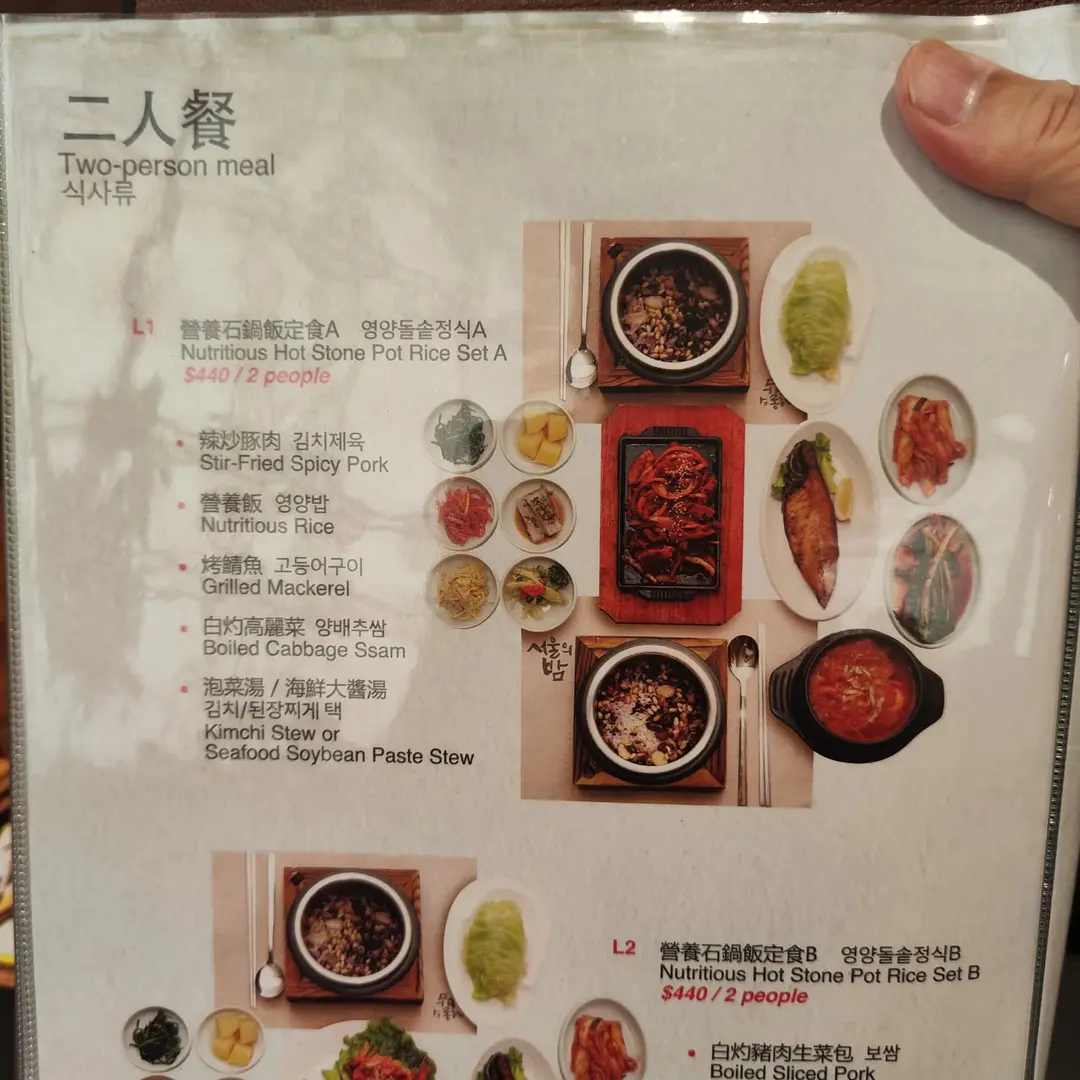 二人餐
Two-person meal
식사류
L1 營養石鍋飯定食A 영양돌솥정식A
Nutritious Hot Stone Pot Rice Set A
$440 / 2 people
• 辣炒豚肉 김치제육
Stir-Fried Spicy Pork
• 營養飯 영양밥
Nutritious Rice
• 烤鯖魚 고등어구이
Grilled Mackerel
• 白灼高麗菜 양배추쌈
Boiled Cabbage Ssam
• 泡菜湯 / 海鮮大醬湯
김치/된장찌게 택
Kimchi Stew or
Seafood Soybean Paste Stew
서울의
밤
L2 營養石鍋飯定食B 영양돌솥정식B
Nutritious Hot Stone Pot Rice Set B
$440 / 2 people
• 白灼豬肉生菜包 보쌈
Boiled Sliced Pork